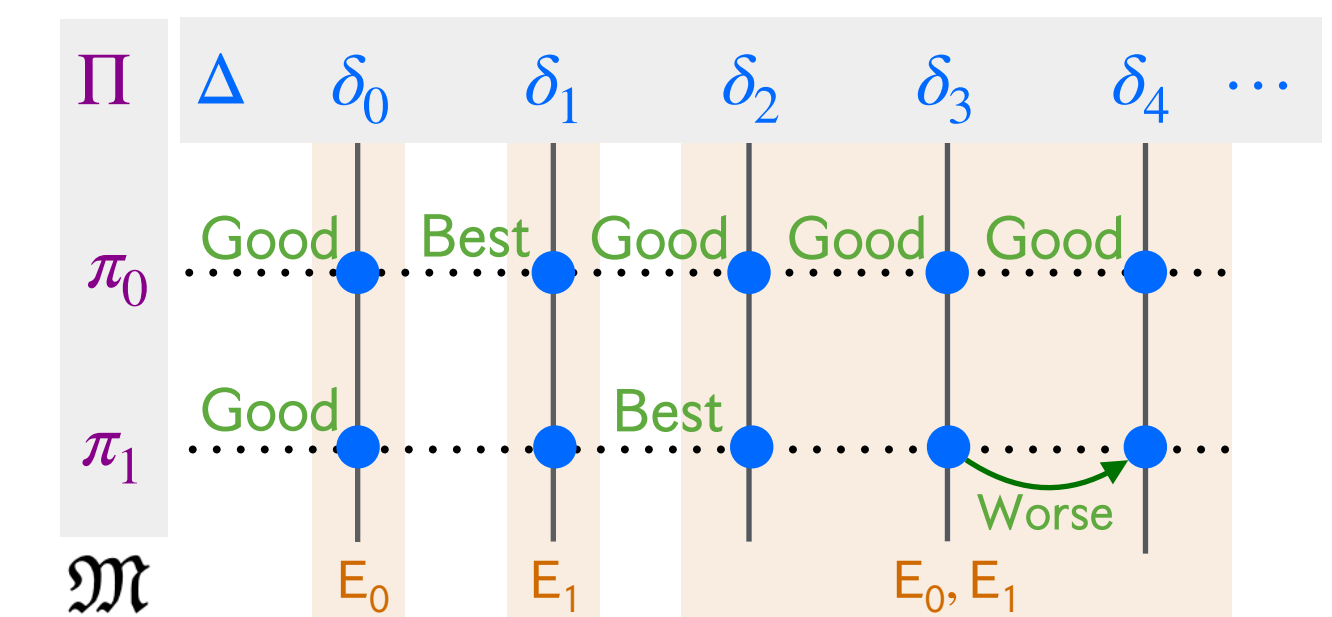 Π Δ δ₀ δ₁ δ₂ δ₃ δ₄ ⋯
Good Best Good Good Good
π₀
Good Best
π₁
Worse
𝔐 E₀ E₁ E₀, E₁